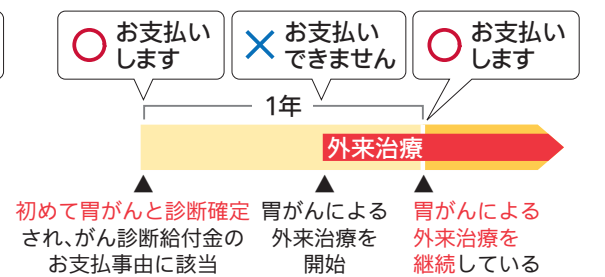 お支払い
します
お支払い
できません
お支払い
します
1年
外来治療
初めて胃がんと診断確定
され、がん診断給付金の
お支払事由に該当
胃がんによる
外来治療を
開始
胃がんによる
外来治療を
継続している